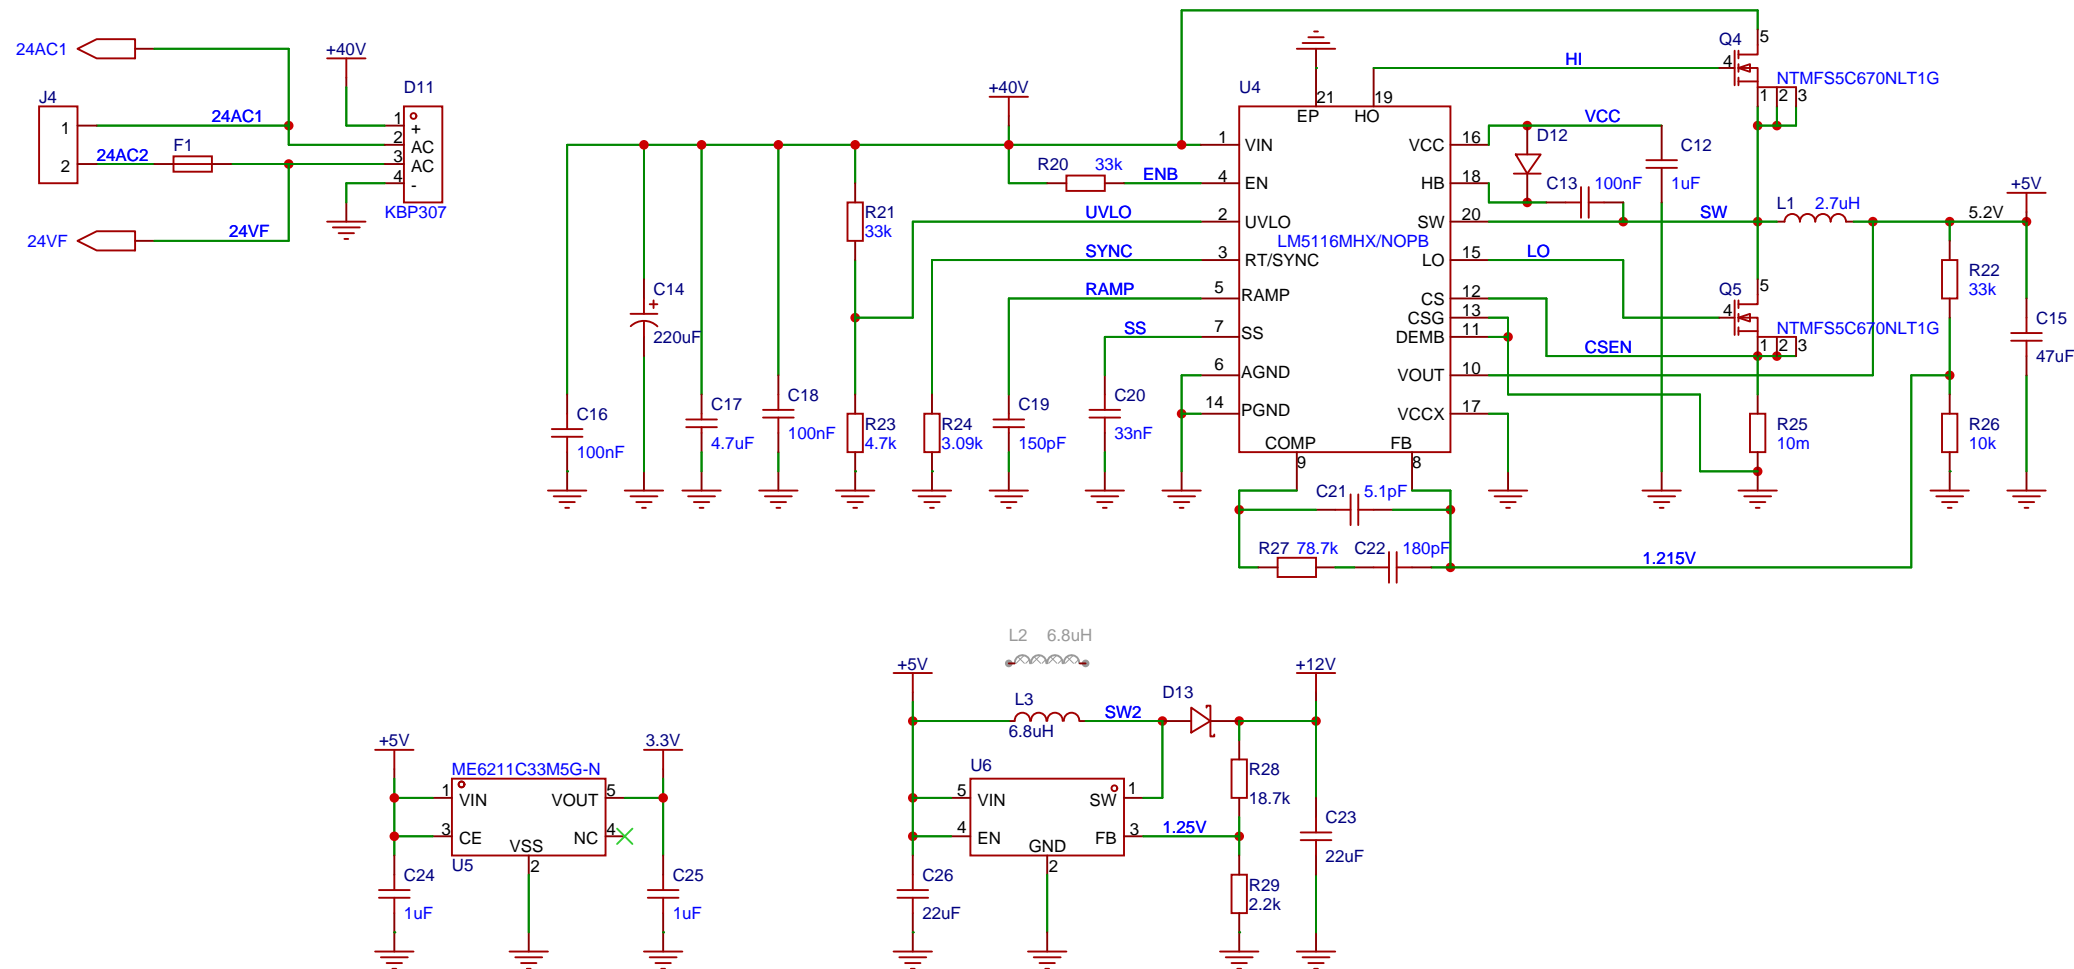 24AC1
J4
1
24AC1
2
24AC2
F1
24VF
24VF
+40V
D11
1
+
2
AC
3
AC
4
-
KBP307
+40V
R20
33k
ENB
UVLO
SYNC
RAMP
SS
C14
+
220uF
C16
100nF
C17
4.7uF
C18
100nF
R21
33k
R23
4.7k
R24
3.09k
C19
150pF
C20
33nF
U4
LM5116MHX/NOPB
1
VIN
4
EN
2
UVLO
3
RT/SYNC
5
RAMP
7
SS
6
AGND
14
PGND
21
EP
19
HO
VCC
16
HB
18
SW
20
LO
15
CS
12
CSG
13
DEMB
11
VOUT
10
VCCX
17
COMP
9
FB
8
C21
5.1pF
R27
78.7k
C22
180pF
1.215V
HI
VCC
D12
C12
1uF
C13
100nF
SW
LO
CSEN
Q4
5
4
NTMFS5C670NLT1G
1
2
3
Q5
5
4
NTMFS5C670NLT1G
1
2
3
L1
2.7uH
5.2V
+5V
R22
33k
C15
47uF
R25
10m
R26
10k
+5V
ME6211C33M5G-N
1
VIN
3
CE
VOUT
5
NC
4
VSS
2
U5
3.3V
C24
1uF
C25
1uF
L2
6.8uH
+5V
L3
6.8uH
SW2
D13
+12V
U6
5
VIN
4
EN
SW
1
FB
3
GND
2
1.25V
R28
18.7k
R29
2.2k
C23
22uF
C26
22uF